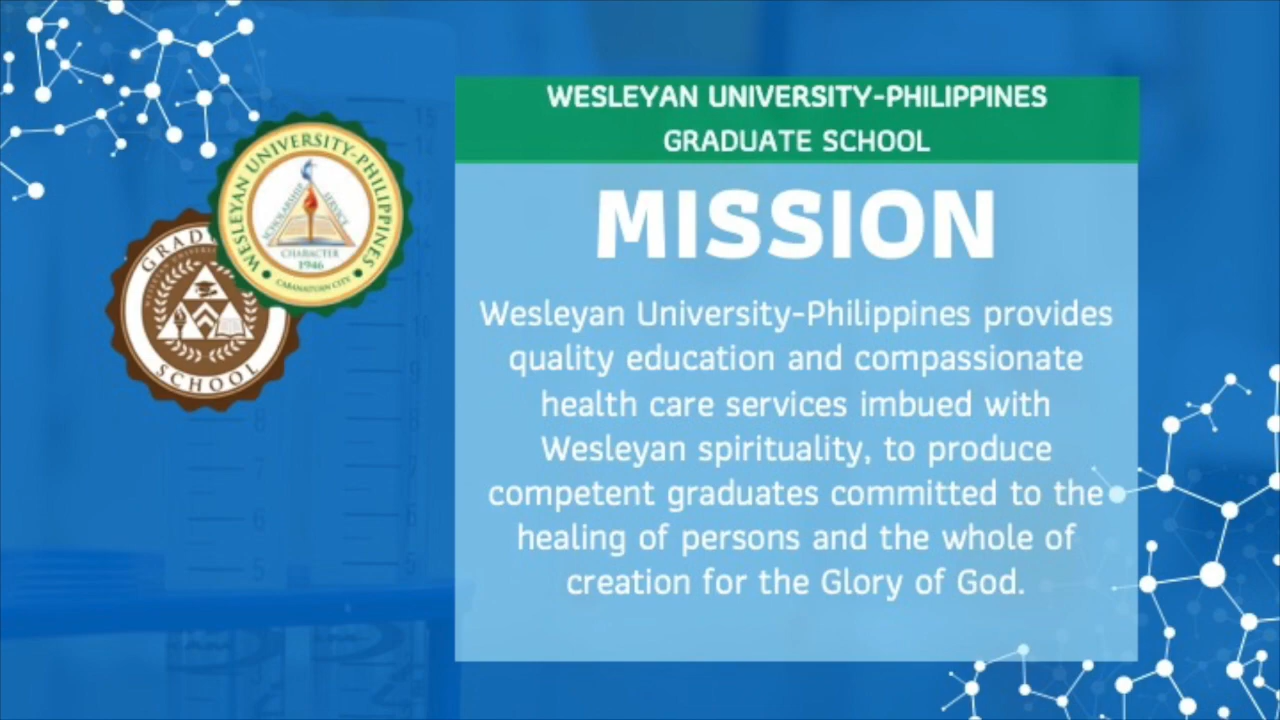 WESLEYAN UNIVERSITY-PHILIPPINES
GRADUATE SCHOOL
MISSION
Wesleyan University-Philippines provides
quality education and compassionate
health care services imbued with
Wesleyan spirituality, to produce
competent graduates committed to the
healing of persons and the whole of
creation for the Glory of God.
WESLEYAN UNIVERSITY-PHILIPPINES
SCHOLARSHIP
SERVICE
CHARACTER
1946
CABANATUAN CITY
SCHOOL